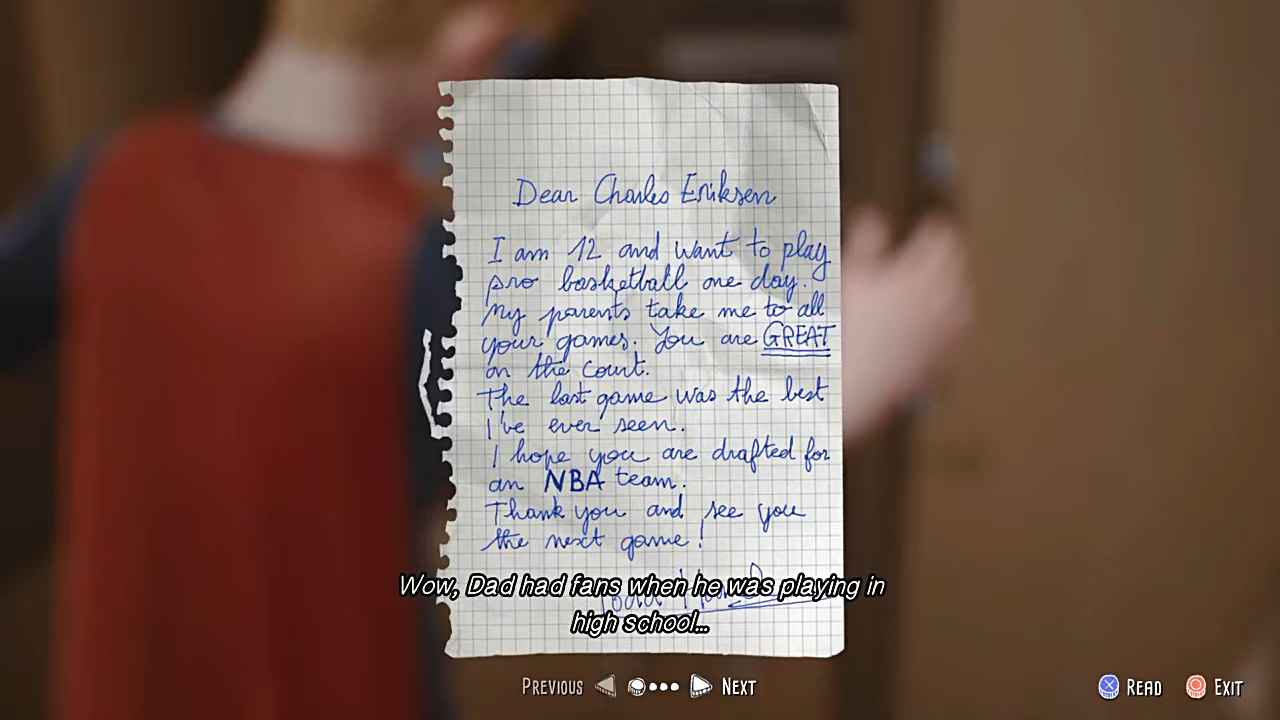 Dear Charles Eriksen
I am 12 and want to play
pro basketball one day.
My parents take me to all
your games. You are GREAT
on the court.
The last game was the best
I've ever seen.
I hope you are drafted for
an NBA team.
Thank you and see you
the next game!
Wow, Dad had fans when he was playing in
high school...
PREVIOUS NEXT
READ EXIT